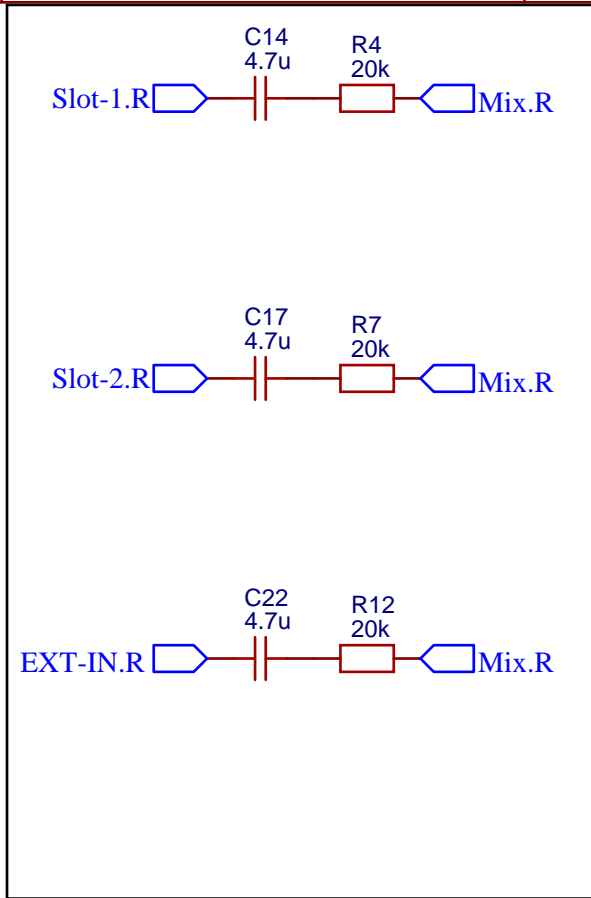 C14
4.7u
R4
20k
Slot-1.R
Mix.R
C17
4.7u
R7
20k
Slot-2.R
Mix.R
C22
4.7u
R12
20k
EXT-IN.R
Mix.R